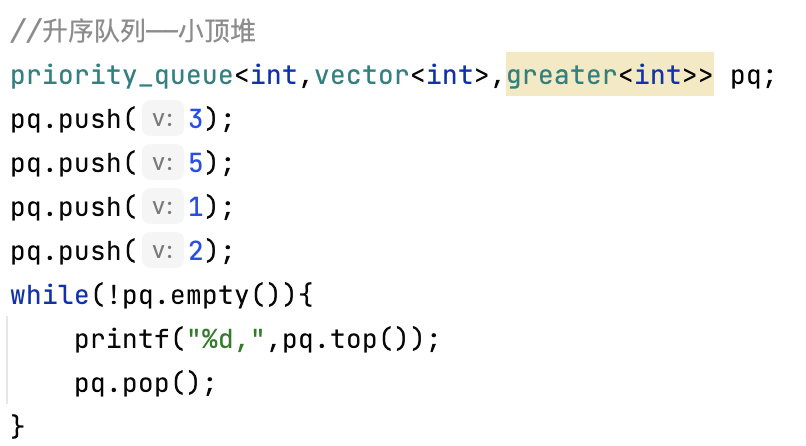 //升序队列——小顶堆
priority_queue<int,vector<int>,greater<int>> pq;
pq.push( v: 3);
pq.push( v: 5);
pq.push( v: 1);
pq.push( v: 2);
while(!pq.empty()){
    printf("%d,",pq.top());
    pq.pop();
}